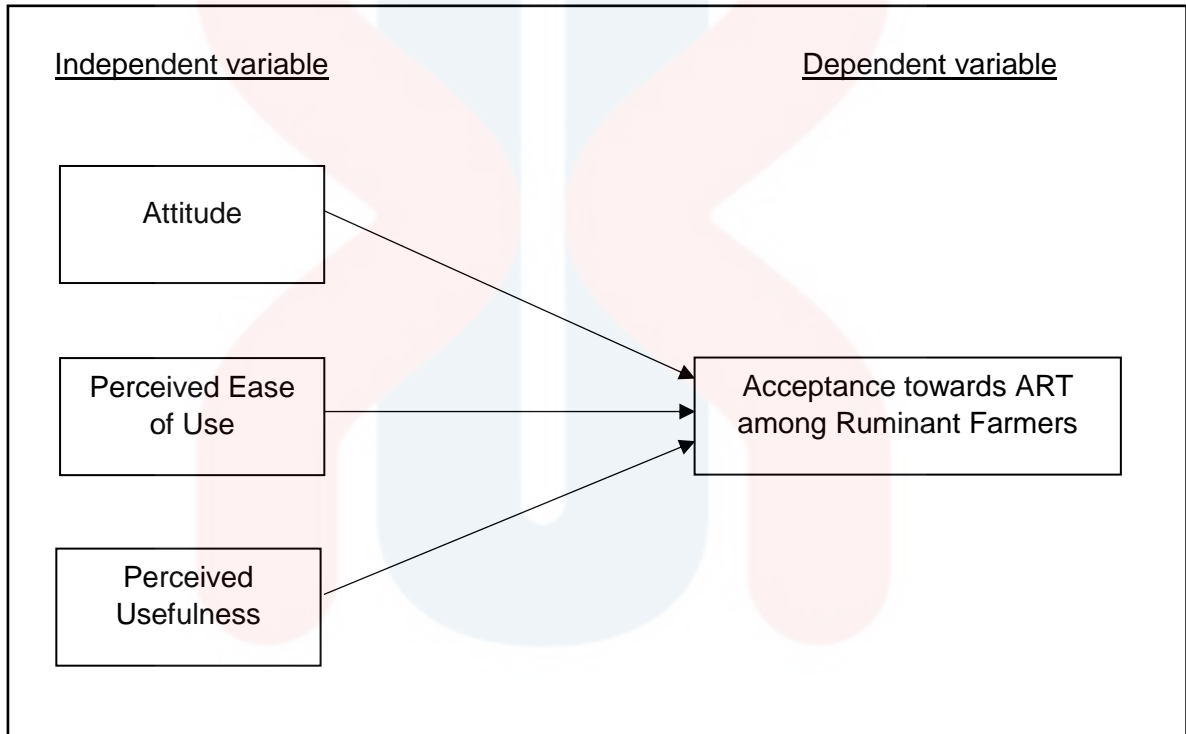 Independent variable
Dependent variable
Attitude
Perceived Ease
of Use
Acceptance towards ART
among Ruminant Farmers
Perceived
Usefulness